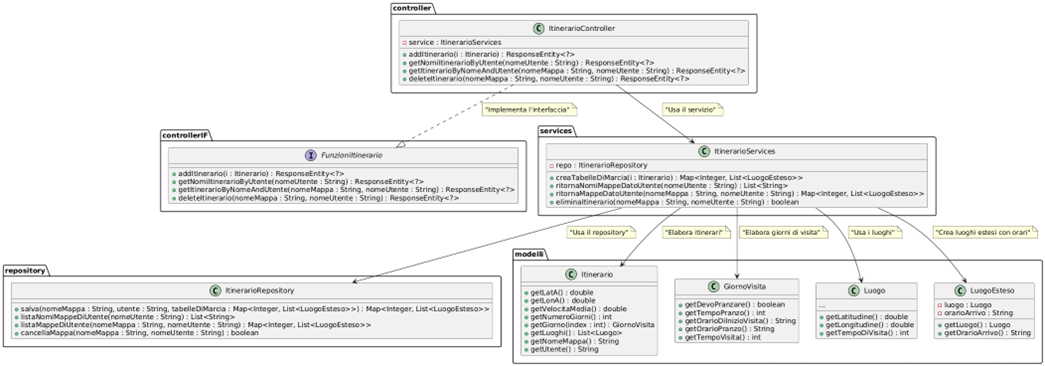 controller
C ItinerarioController
service : ItinerarioServices
addItinerario(i : Itinerario) : ResponseEntity<?>
getNomiItinerarioByUtente(nomeUtente : String) : ResponseEntity<?>
getItinerarioByNomeAndUtente(nomeMappa : String, nomeUtente : String) : ResponseEntity<?>
deleteItinerario(nomeMappa : String, nomeUtente : String) : ResponseEntity<?>
"Implementa l'interfaccia"
"Usa il servizio"
controllerIF
I FunzioniItinerario
addItinerario(i : Itinerario) : ResponseEntity<?>
getNomiItinerarioByUtente(nomeUtente : String) : ResponseEntity<?>
getItinerarioByNomeAndUtente(nomeMappa : String, nomeUtente : String) : ResponseEntity<?>
deleteItinerario(nomeMappa : String, nomeUtente : String) : ResponseEntity<?>
services
C ItinerarioServices
repo : ItinerarioRepository
creaTabelleDiMarcia(i : Itinerario) : Map<Integer, List<LuogoEsteso>>
ritornaNomiMappeDatoUtente(nomeUtente : String) : List<String>
ritornaMappeDatoUtente(nomeMappa : String, nomeUtente : String) : Map<Integer, List<LuogoEsteso>>
eliminaItinerario(nomeMappa : String, nomeUtente : String) : boolean
"Usa il repository"
"Elabora itinerari"
"Elabora giorni di visita"
"Usa i luoghi"
"Crea luoghi estesi con orari"
repository
C ItinerarioRepository
salva(nomeMappa : String, utente : String, tabelleDiMarcia : Map<Integer, List<LuogoEsteso>>) : Map<Integer, List<LuogoEsteso>>
listaNomiMappeDiUtente(nomeUtente : String) : List<String>
listaMappeDiUtente(nomeMappa : String, nomeUtente : String) : Map<Integer, List<LuogoEsteso>>
cancellaMappa(nomeMappa : String, nomeUtente : String) : boolean
modelli
C Itinerario
getLatA() : double
getLonA() : double
getVelocitaMedia() : double
getNumeroGiorni() : int
getGiorno(index : int) : GiornoVisita
getLuoghi() : List<Luogo>
getNomeMappa() : String
getUtente() : String
C GiornoVisita
getDevoPranzare() : boolean
getTempoPranzo() : int
getOrarioDiInizioVisita() : String
getOrarioPranzo() : String
getTempoVisita() : int
C Luogo
...
getLatitudine() : double
getLongitudine() : double
getTempoDiVisita() : int
C LuogoEsteso
luogo : Luogo
orarioArrivo : String
getLuogo() : Luogo
getOrarioArrivo() : String